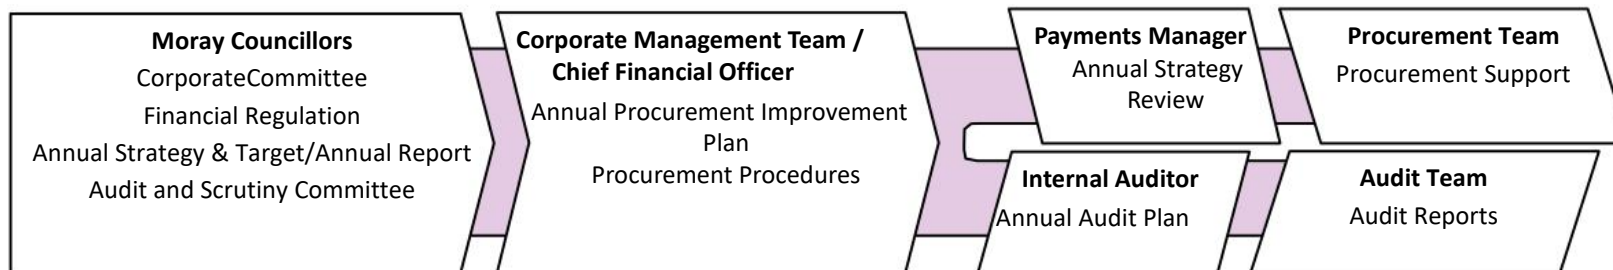 Moray Councillors
CorporateCommittee
Financial Regulation
Annual Strategy & Target/Annual Report
Audit and Scrutiny Committee
Corporate Management Team /
Chief Financial Officer
Annual Procurement Improvement
Plan
Procurement Procedures
Payments Manager
Annual Strategy
Review
Procurement Team
Procurement Support
Internal Auditor
Annual Audit Plan
Audit Team
Audit Reports